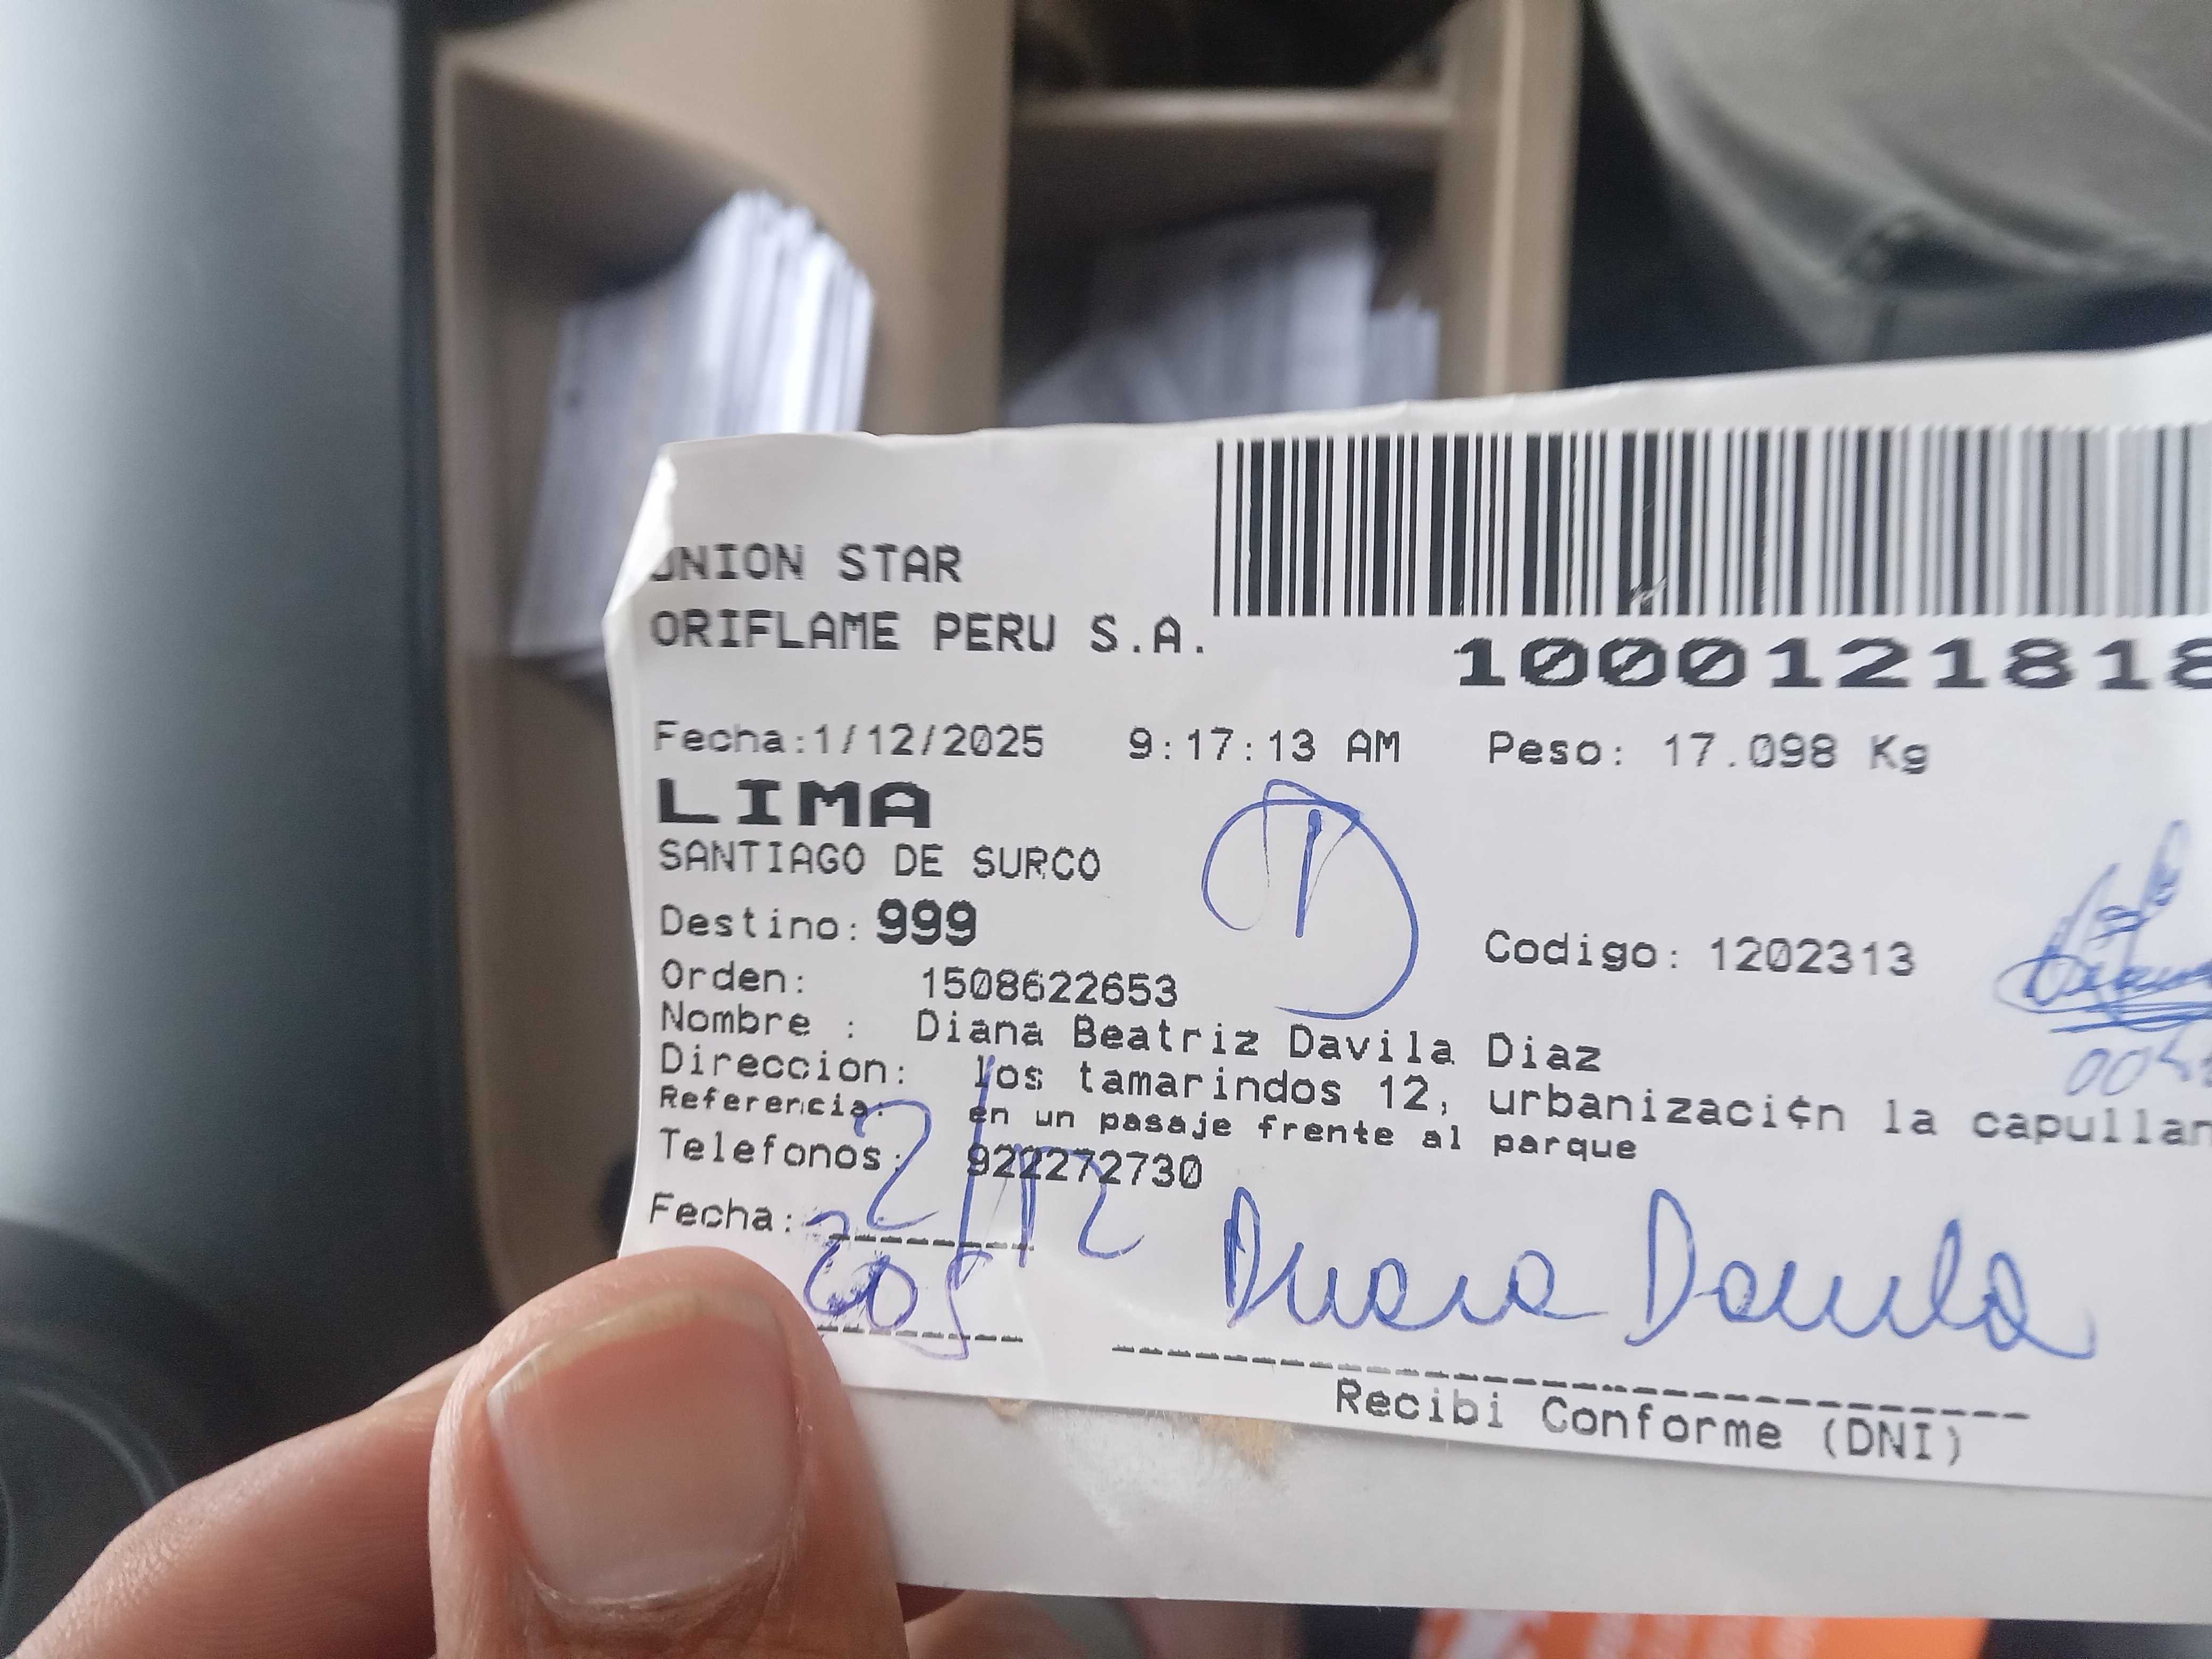 UNION STAR
ORIFLAME PERU S.A.
1000121818
Fecha:1/12/2025 9:17:13 AM Peso: 17.098 Kg
LIMA
SANTIAGO DE SURCO
1
Destino: 999
Codigo: 1202313
Orden: 1508622653
Nombre : Diana Beatriz Davila Diaz
Direccion: los tamarindos 12, urbanizaci¢n la capullan
Referencia: en un pasaje frente al parque
Telefonos: 922272730
Fecha: 2/12
Diana Davila
Recibi Conforme (DNI)